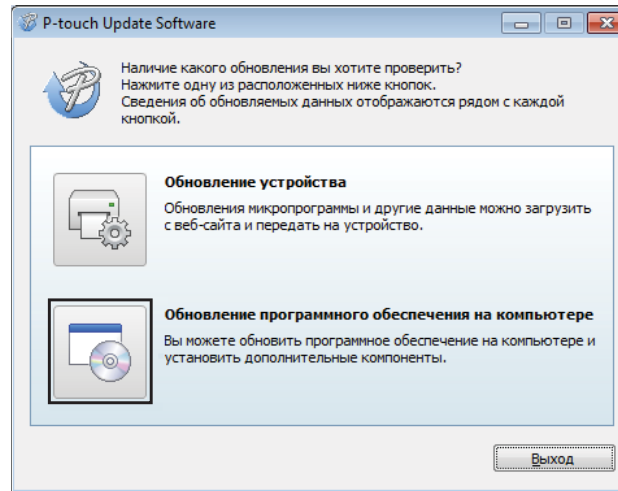 P-touch Update Software
Наличие какого обновления вы хотите проверить?
Нажмите одну из расположенных ниже кнопок.
Сведения об обновляемых данных отображаются рядом с каждой
кнопкой.
Обновление устройства
Обновления микропрограммы и другие данные можно загрузить
с веб-сайта и передать на устройство.
Обновление программного обеспечения на компьютере
Вы можете обновить программное обеспечение на компьютере и
установить дополнительные компоненты.
Выход